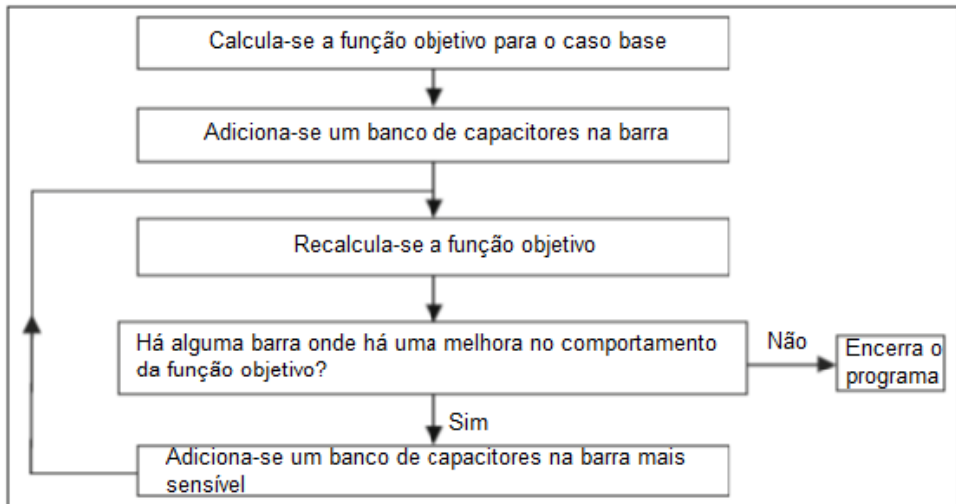 Calcula-se a função objetivo para o caso base
Adiciona-se um banco de capacitores na barra
Recalcula-se a função objetivo
Há alguma barra onde há uma melhora no comportamento
da função objetivo?
Não
Encerra o
programa
Sim
Adiciona-se um banco de capacitores na barra mais
sensível